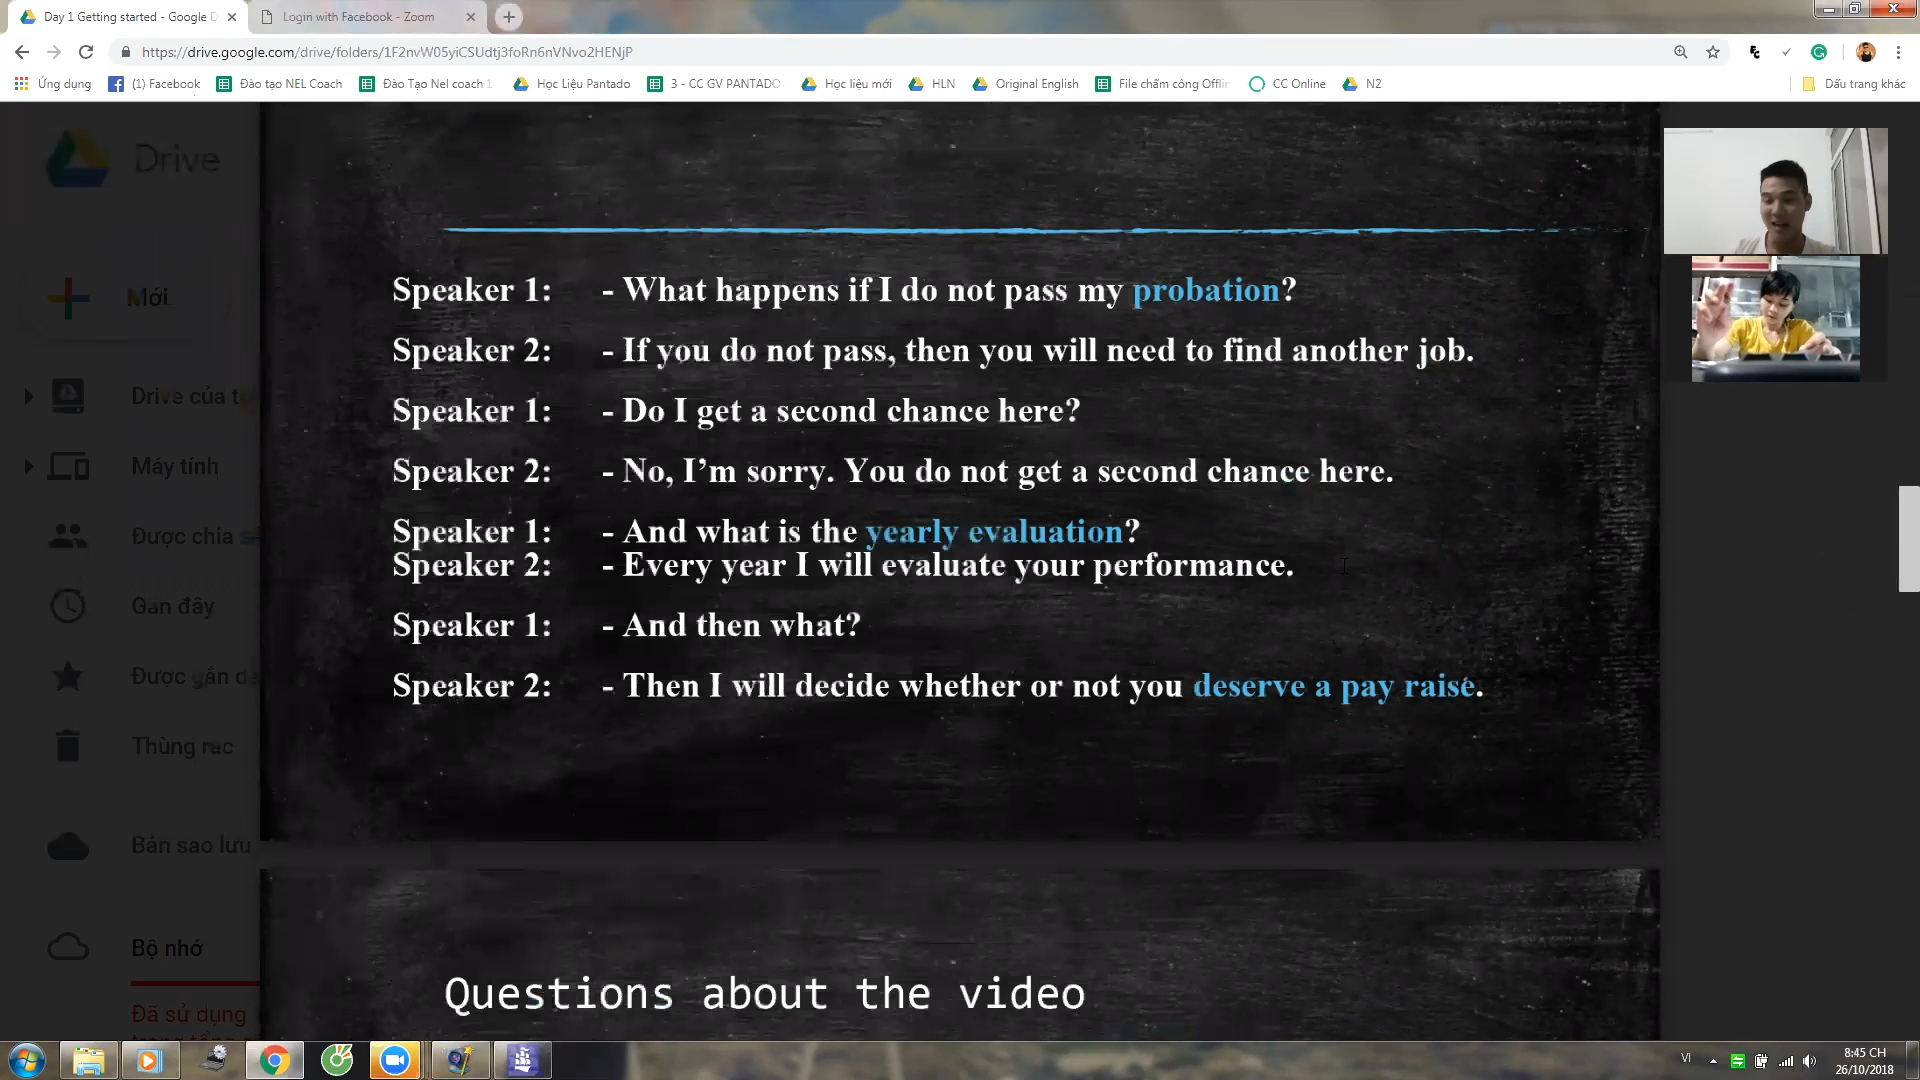 Day 1 Getting started - Google D
Login with Facebook - Zoom
https://drive.google.com/drive/folders/1F2nvW05yiCSUdtj3foRn6nVNvo2HENjP
Ứng dụng
(1) Facebook
Đào tạo NEL Coach
Đào Tạo Nel coach 1
Học Liệu Pantado
3 - CC GV PANTADO
Học liệu mới
HLN
Original English
File chấm công Offlin
CC Online
N2
Dấu trang khác
Drive
Mới
Drive của t
Máy tính
Được chia
Gần đây
Được gắn d
Thùng rác
Bản sao lưu
Bộ nhớ
Đã sử dụng
Speaker 1: - What happens if I do not pass my probation?
Speaker 2: - If you do not pass, then you will need to find another job.
Speaker 1: - Do I get a second chance here?
Speaker 2: - No, I’m sorry. You do not get a second chance here.
Speaker 1: - And what is the yearly evaluation?
Speaker 2: - Every year I will evaluate your performance.
Speaker 1: - And then what?
Speaker 2: - Then I will decide whether or not you deserve a pay raise.
Questions about the video
VI
8:45 CH
26/10/2018